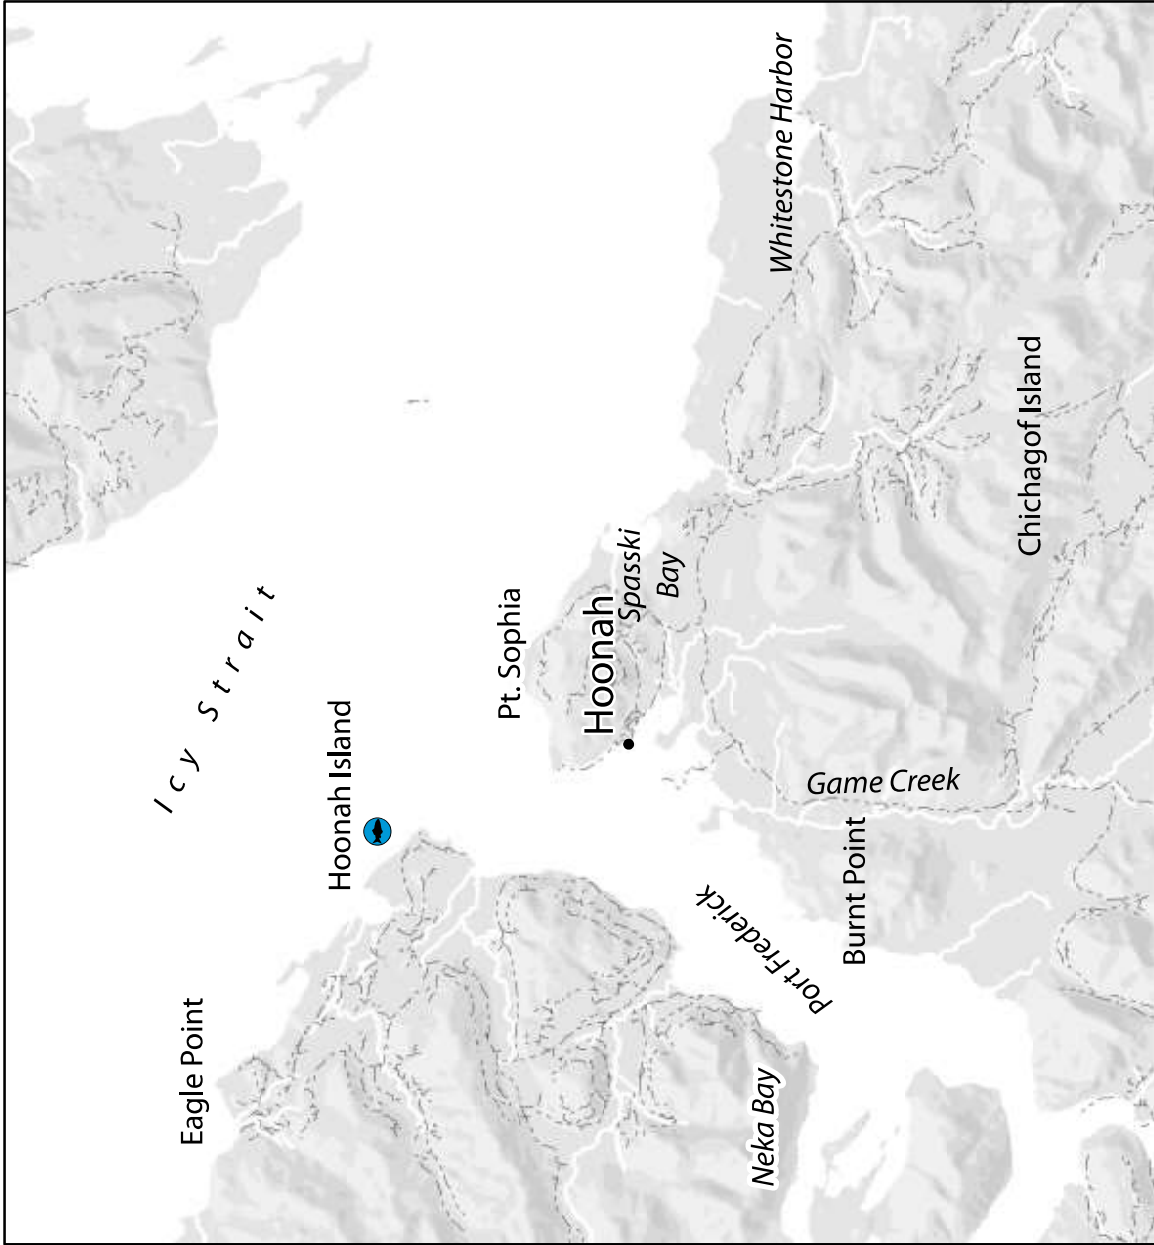 Icy Strait
Eagle Point
Hoonah Island
Pt. Sophia
Hoonah
Spasski
Bay
Whitestone Harbor
Port Frederick
Neka Bay
Burnt Point
Game Creek
Chichagof Island